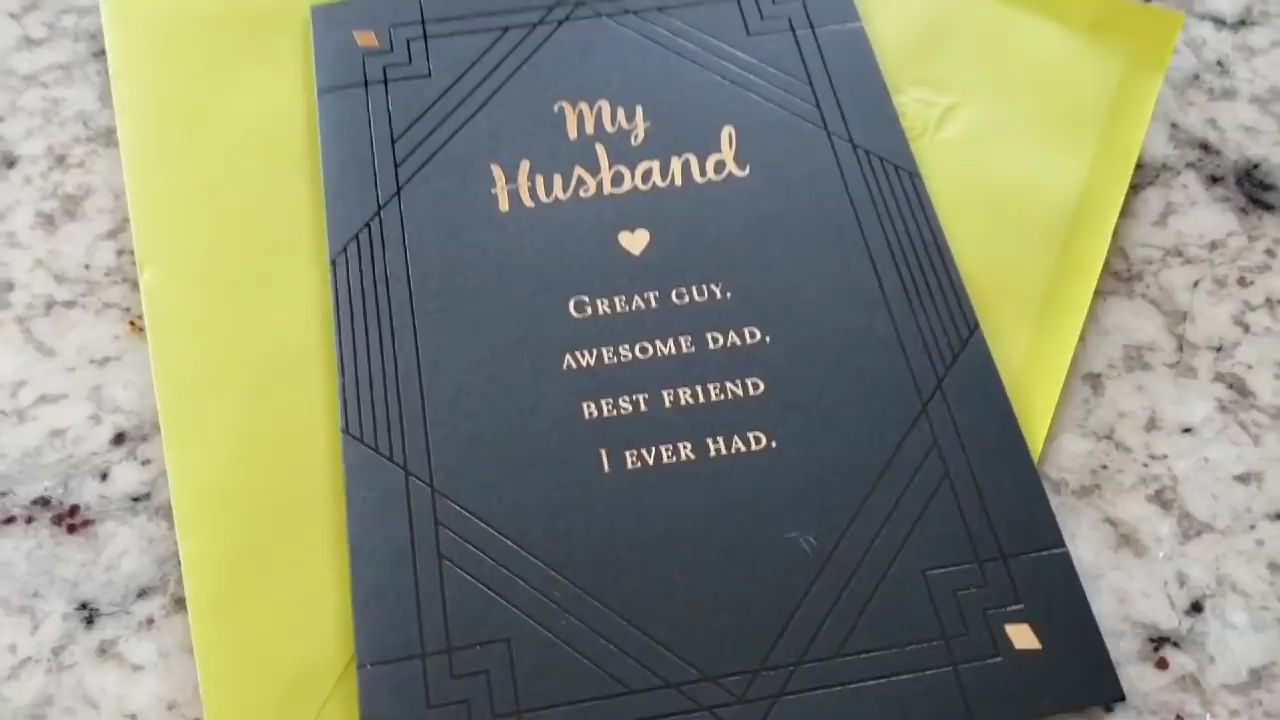 My
Husband
GREAT GUY,
AWESOME DAD,
BEST FRIEND
I EVER HAD.